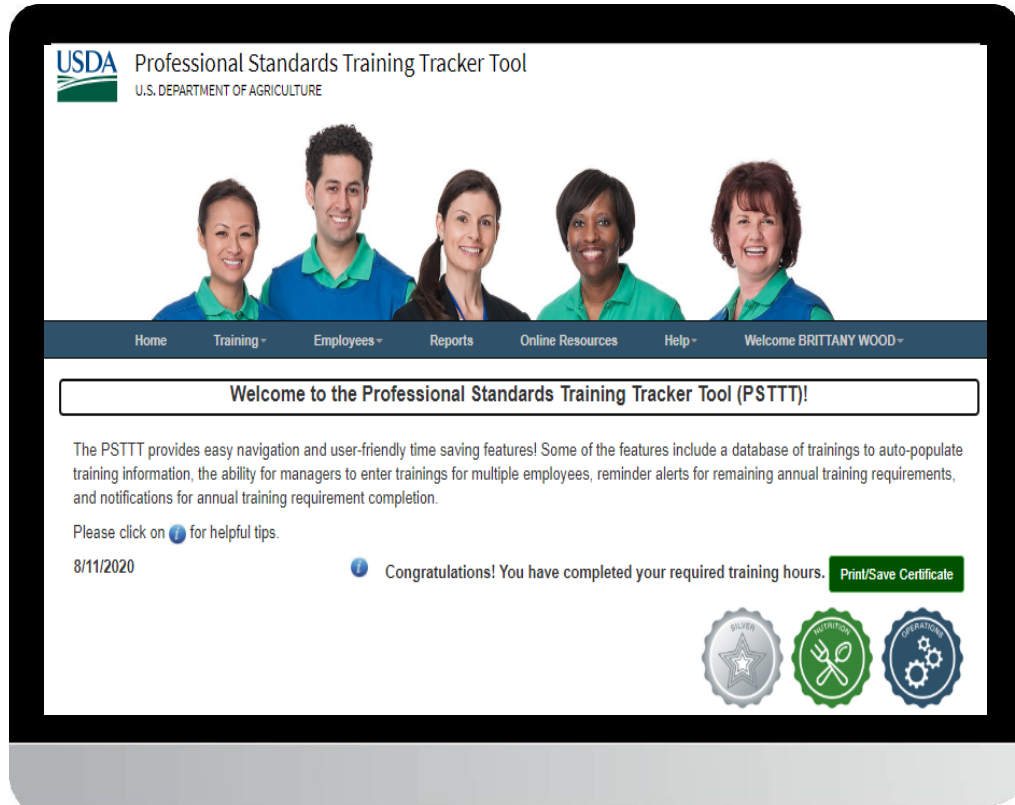 USDA
Professional Standards Training Tracker Tool
U.S. DEPARTMENT OF AGRICULTURE
Home Training Employees Reports Online Resources Help Welcome BRITTANY WOOD
Welcome to the Professional Standards Training Tracker Tool (PSTTT)!
The PSTTT provides easy navigation and user-friendly time saving features! Some of the features include a database of trainings to auto-populate
training information, the ability for managers to enter trainings for multiple employees, reminder alerts for remaining annual training requirements,
and notifications for annual training requirement completion.
Please click on i for helpful tips.
8/11/2020 i Congratulations! You have completed your required training hours. Print/Save Certificate
SILVER NUTRITION OPERATIONS